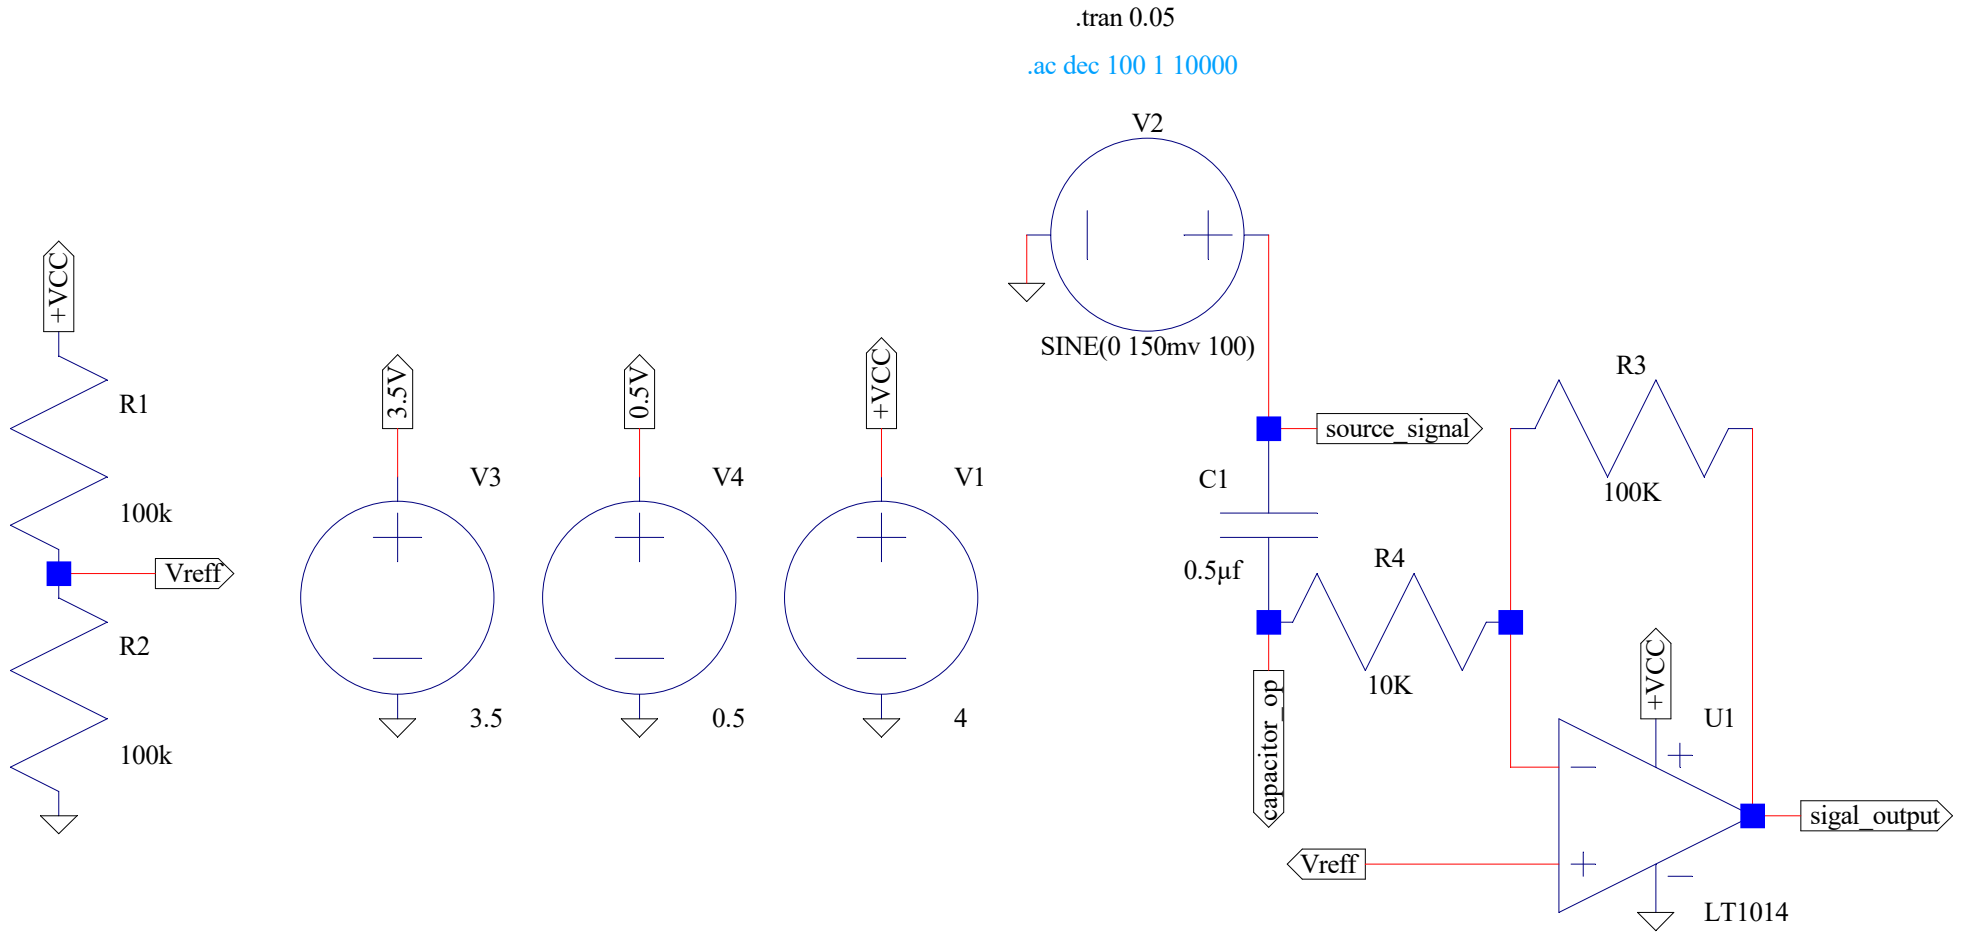 .tran 0.05
.ac dec 100 1 10000
V2
SINE(0 150mv 100)
+VCC
R1
100k
Vreff
R2
100k
3.5V
V3
3.5
0.5V
V4
0.5
+VCC
V1
4
source_signal
C1
0.5µf
capacitor_op
R4
10K
R3
100K
+VCC
U1
sigal_output
Vreff
LT1014